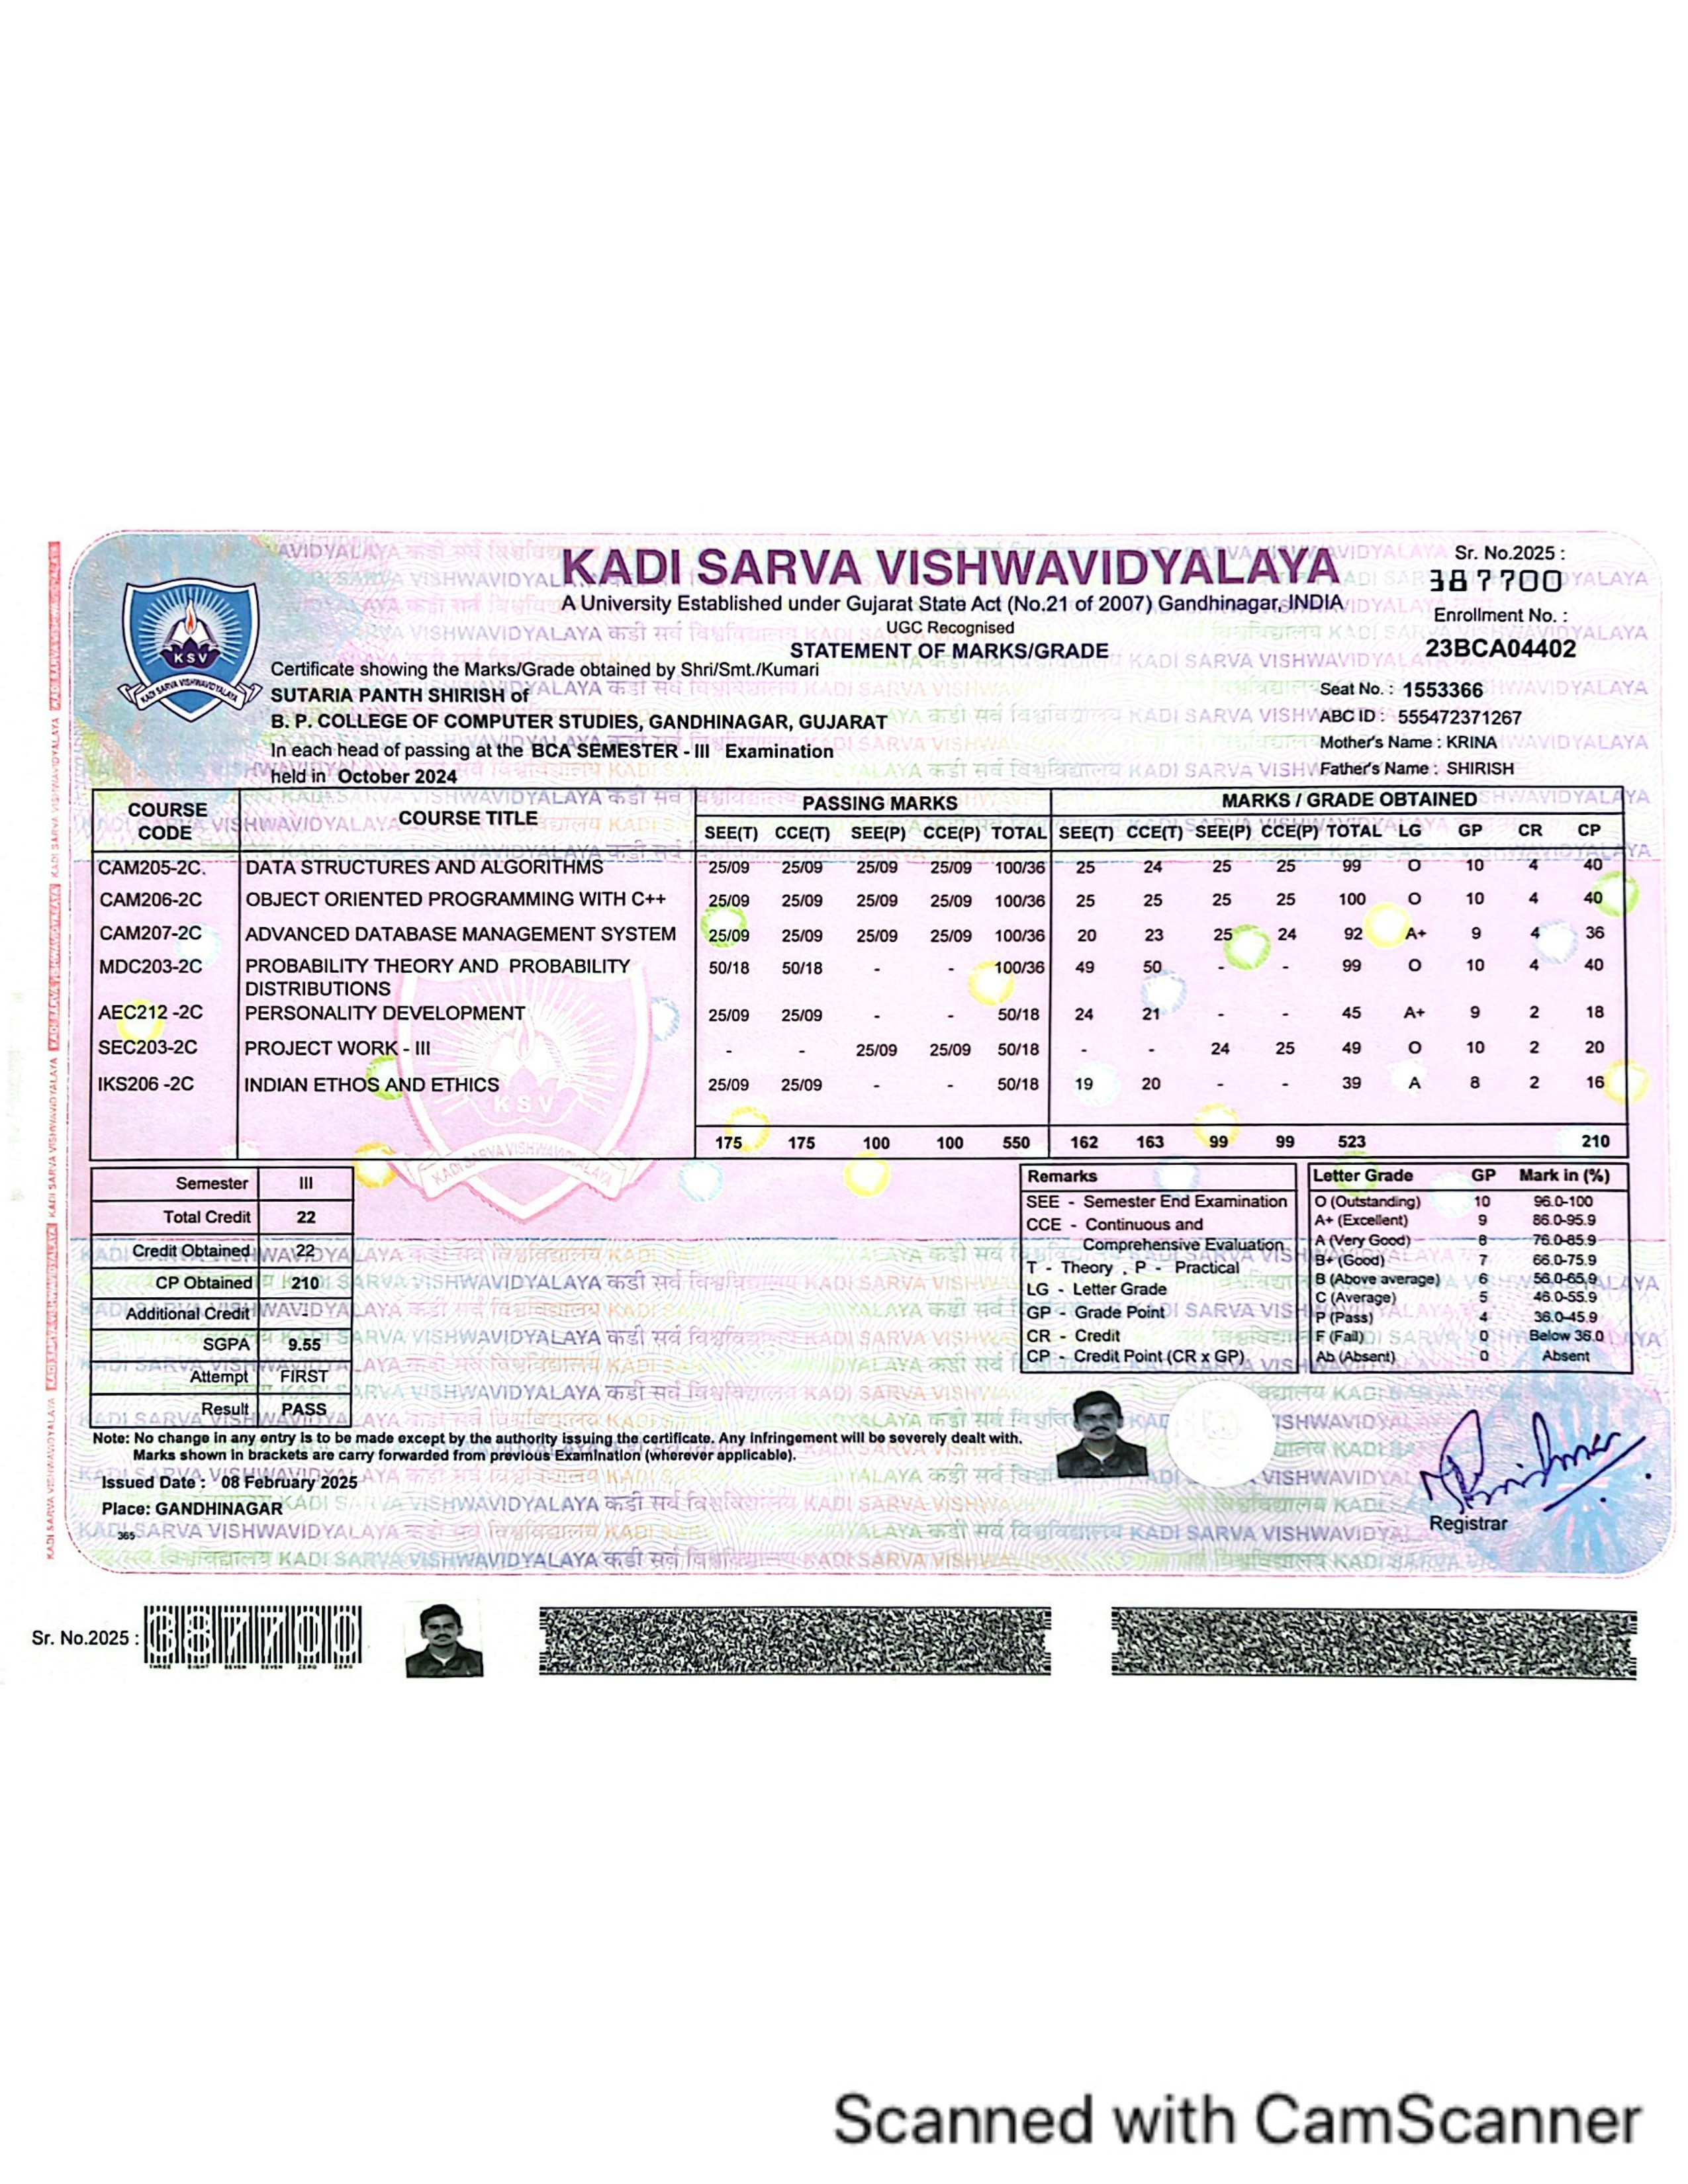 KADI SARVA VISHWAVIDYALAYA
A University Established under Gujarat State Act (No.21 of 2007) Gandhinagar, INDIA
UGC Recognised
STATEMENT OF MARKS/GRADE
Sr. No.2025 :
387700
Enrollment No. :
23BCA04402
KSV
KADI SARVA VISHWAVIDYALAYA
Certificate showing the Marks/Grade obtained by Shri/Smt./Kumari
SUTARIA PANTH SHIRISH of
B. P. COLLEGE OF COMPUTER STUDIES, GANDHINAGAR, GUJARAT
In each head of passing at the BCA SEMESTER - III Examination
held in October 2024
Seat No. : 1553366
ABC ID : 555472371267
Mother's Name : KRINA
Father's Name : SHIRISH
COURSE CODE COURSE TITLE PASSING MARKS MARKS / GRADE OBTAINED
SEE(T) CCE(T) SEE(P) CCE(P) TOTAL SEE(T) CCE(T) SEE(P) CCE(P) TOTAL LG GP CR CP
CAM205-2C. DATA STRUCTURES AND ALGORITHMS 25/09 25/09 25/09 25/09 100/36 25 24 25 25 99 O 10 4 40
CAM206-2C OBJECT ORIENTED PROGRAMMING WITH C++ 25/09 25/09 25/09 25/09 100/36 25 25 25 25 100 O 10 4 40
CAM207-2C ADVANCED DATABASE MANAGEMENT SYSTEM 25/09 25/09 25/09 25/09 100/36 20 23 25 24 92 A+ 9 4 36
MDC203-2C PROBABILITY THEORY AND PROBABILITY 50/18 50/18 - - 100/36 49 50 - - 99 O 10 4 40
DISTRIBUTIONS
AEC212 -2C PERSONALITY DEVELOPMENT 25/09 25/09 - - 50/18 24 21 - - 45 A+ 9 2 18
SEC203-2C PROJECT WORK - III - - 25/09 25/09 50/18 - - 24 25 49 O 10 2 20
IKS206 -2C INDIAN ETHOS AND ETHICS 25/09 25/09 - - 50/18 19 20 - - 39 A 8 2 16
175 175 100 100 550 162 163 99 99 523 210
Semester III
Total Credit 22
Credit Obtained 22
CP Obtained 210
Additional Credit -
SGPA 9.55
Attempt FIRST
Result PASS
Remarks
SEE - Semester End Examination
CCE - Continuous and
Comprehensive Evaluation
T - Theory , P - Practical
LG - Letter Grade
GP - Grade Point
CR - Credit
CP - Credit Point (CR x GP)
Letter Grade GP Mark in (%)
O (Outstanding) 10 96.0-100
A+ (Excellent) 9 86.0-95.9
A (Very Good) 8 76.0-85.9
B+ (Good) 7 66.0-75.9
B (Above average) 6 56.0-65.9
C (Average) 5 46.0-55.9
P (Pass) 4 36.0-45.9
F (Fail) 0 Below 36.0
Ab (Absent) 0 Absent
Note: No change in any entry is to be made except by the authority issuing the certificate. Any infringement will be severely dealt with.
Marks shown in brackets are carry forwarded from previous Examination (wherever applicable).
Issued Date : 08 February 2025
Place: GANDHINAGAR
365
Registrar
Sr. No.2025 : 387700
THREE EIGHT SEVEN SEVEN ZERO ZERO
Scanned with CamScanner